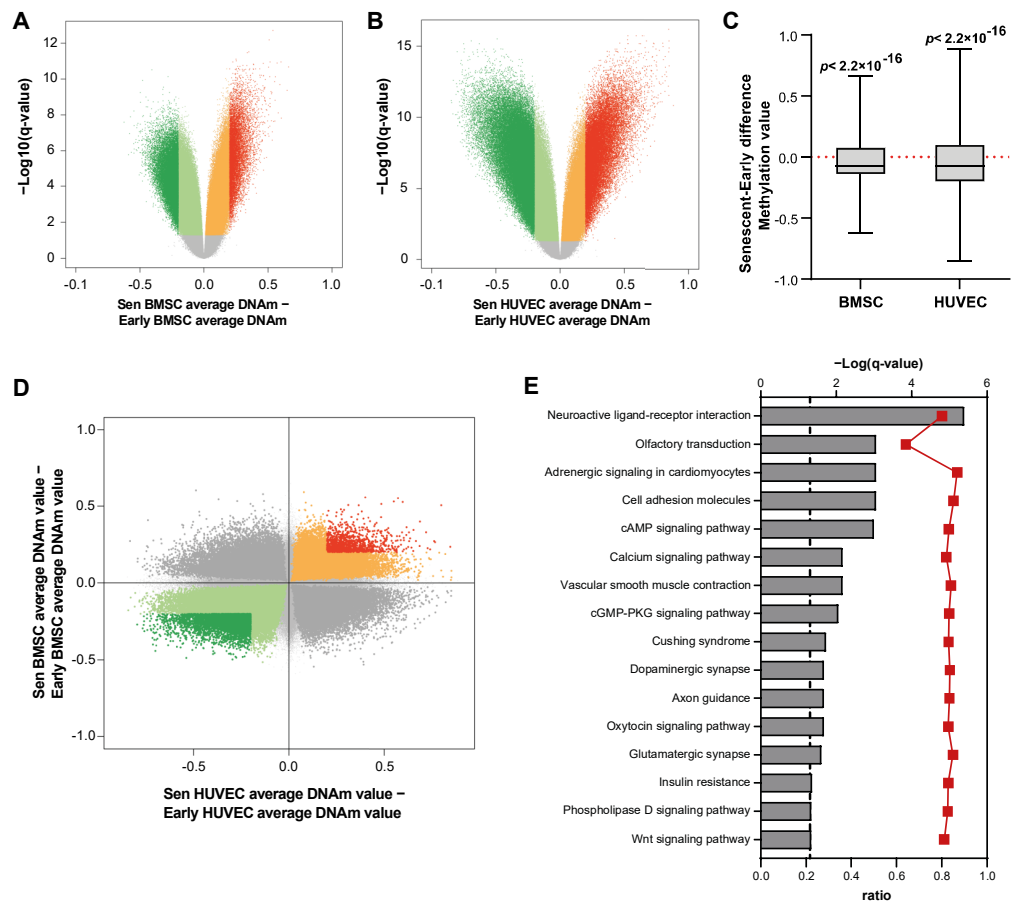 A
−Log10(q-value)
12
10
8
6
4
2
0
-0.1
-0.5
0.0
0.5
1.0
Sen BMSC average DNAm −
Early BMSC average DNAm
B
−Log10(q-value)
15
10
5
0
-0.1
-0.5
0.0
0.5
1.0
Sen HUVEC average DNAm −
Early HUVEC average DNAm
C
Senescent-Early difference
Methylation value
1.0
0.5
0.0
-0.5
-1.0
p< 2.2×10-16
p< 2.2×10-16
BMSC
HUVEC
D
Sen BMSC average DNAm value −
Early BMSC average DNAm value
1.0
0.5
0.0
-0.5
-1.0
-0.5
0.0
0.5
Sen HUVEC average DNAm value −
Early HUVEC average DNAm value
E
−Log(q-value)
0 2 4 6
Neuroactive ligand-receptor interaction
Olfactory transduction
Adrenergic signaling in cardiomyocytes
Cell adhesion molecules
cAMP signaling pathway
Calcium signaling pathway
Vascular smooth muscle contraction
cGMP-PKG signaling pathway
Cushing syndrome
Dopaminergic synapse
Axon guidance
Oxytocin signaling pathway
Glutamatergic synapse
Insulin resistance
Phospholipase D signaling pathway
Wnt signaling pathway
0.0 0.2 0.4 0.6 0.8 1.0
ratio